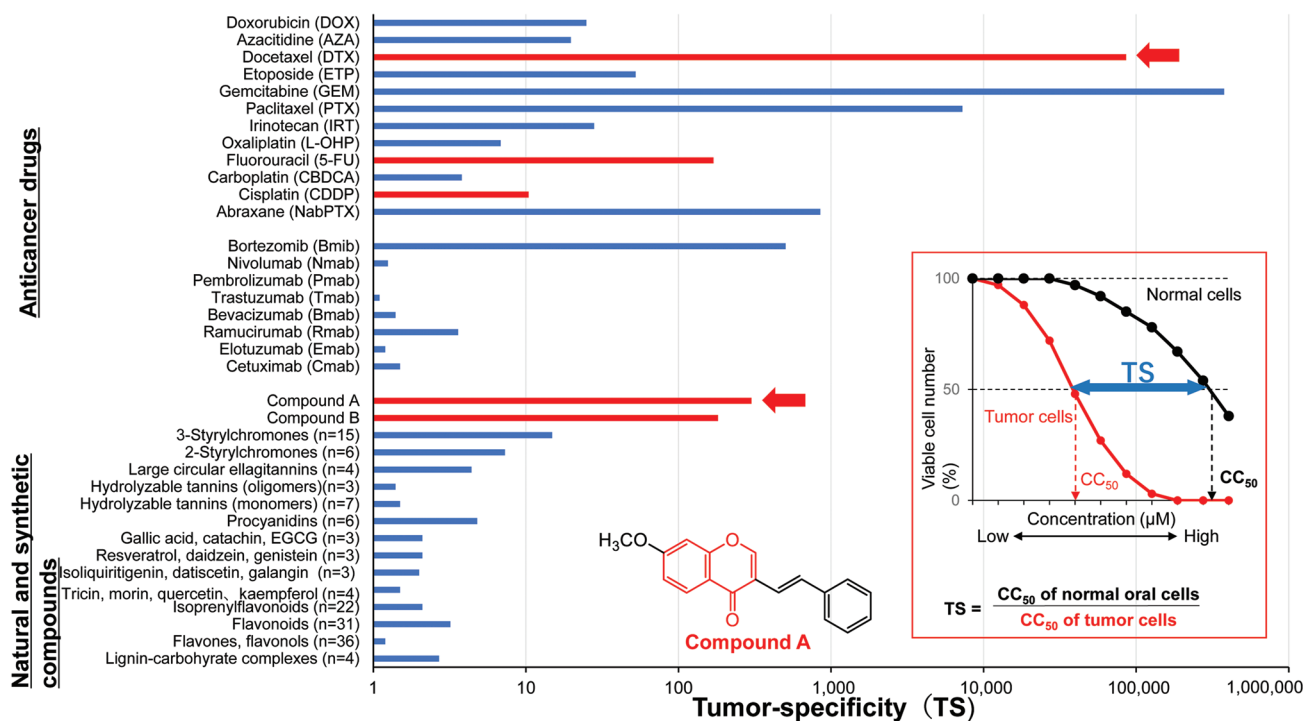 Anticancer drugs
Doxorubicin (DOX)
Azacitidine (AZA)
Docetaxel (DTX)
Etoposide (ETP)
Gemcitabine (GEM)
Paclitaxel (PTX)
Irinotecan (IRT)
Oxaliplatin (L-OHP)
Fluorouracil (5-FU)
Carboplatin (CBDCA)
Cisplatin (CDDP)
Abraxane (NabPTX)
Bortezomib (Bmib)
Nivolumab (Nmab)
Pembrolizumab (Pmab)
Trastuzumab (Tmab)
Bevacizumab (Bmab)
Ramucirumab (Rmab)
Elotuzumab (Emab)
Cetuximab (Cmab)
Natural and synthetic
compounds
Compound A
Compound B
3-Styrylchromones (n=15)
2-Styrylchromones (n=6)
Large circular ellagitannins (n=4)
Hydrolyzable tannins (oligomers)(n=3)
Hydrolyzable tannins (monomers) (n=7)
Procyanidins (n=6)
Gallic acid, catachin, EGCG (n=3)
Resveratrol, daidzein, genistein (n=3)
Isoliquiritigenin, datiscetin, galangin (n=3)
Tricin, morin, quercetin、kaempferol (n=4)
Isoprenylflavonoids (n=22)
Flavonoids (n=31)
Flavones, flavonols (n=36)
Lignin-carbohyrate complexes (n=4)
1 10 100 1,000 10,000 100,000 1,000,000
Tumor-specificity （TS）
H₃CO
O
O
Compound A
Viable cell number
(%)
100
50
0
Normal cells
TS
Tumor cells
CC₅₀
CC₅₀
Concentration (µM)
Low High
TS = CC₅₀ of normal oral cells
CC₅₀ of tumor cells